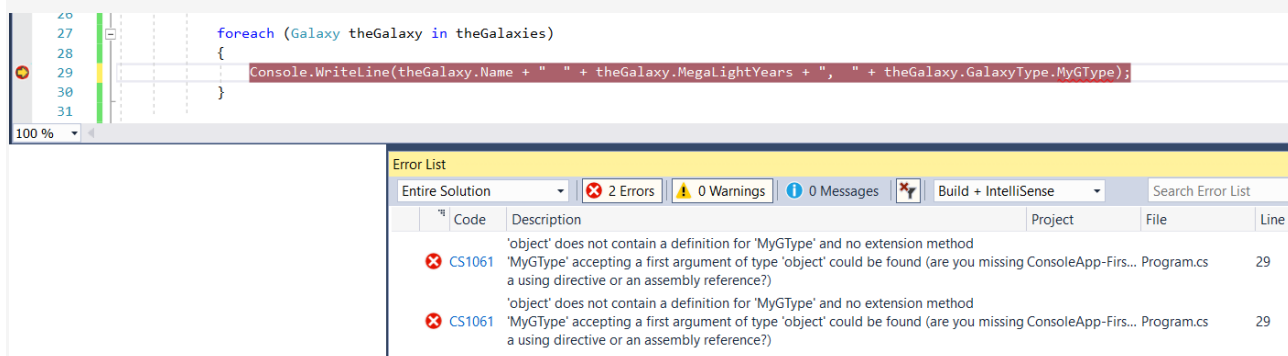 26
27 foreach (Galaxy theGalaxy in theGalaxies)
28 {
29 Console.WriteLine(theGalaxy.Name + "  " + theGalaxy.MegaLightYears + ",  " + theGalaxy.GalaxyType.MyGType);
30 }
31
100 %
Error List
Entire Solution 2 Errors 0 Warnings 0 Messages Build + IntelliSense Search Error List
Code Description Project File Line
'object' does not contain a definition for 'MyGType' and no extension method
CS1061 'MyGType' accepting a first argument of type 'object' could be found (are you missing ConsoleApp-Firs... Program.cs 29
a using directive or an assembly reference?)
'object' does not contain a definition for 'MyGType' and no extension method
CS1061 'MyGType' accepting a first argument of type 'object' could be found (are you missing ConsoleApp-Firs... Program.cs 29
a using directive or an assembly reference?)